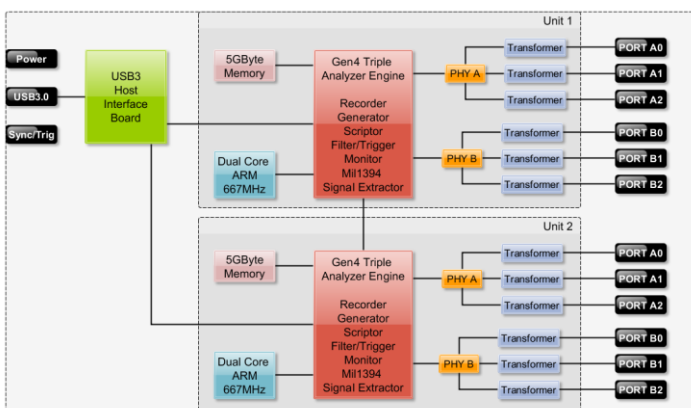 Unit 1
Power
USB3.0
Sync/Trig
USB3
Host
Interface
Board
5GByte
Memory
Dual Core
ARM
667MHz
Gen4 Triple
Analyzer Engine
Recorder
Generator
Scriptor
Filter/Trigger
Monitor
Mil1394
Signal Extractor
PHY A
PHY B
Transformer
PORT A0
Transformer
PORT A1
Transformer
PORT A2
Transformer
PORT B0
Transformer
PORT B1
Transformer
PORT B2
Unit 2
5GByte
Memory
Dual Core
ARM
667MHz
Gen4 Triple
Analyzer Engine
Recorder
Generator
Scriptor
Filter/Trigger
Monitor
Mil1394
Signal Extractor
PHY A
PHY B
Transformer
PORT A0
Transformer
PORT A1
Transformer
PORT A2
Transformer
PORT B0
Transformer
PORT B1
Transformer
PORT B2